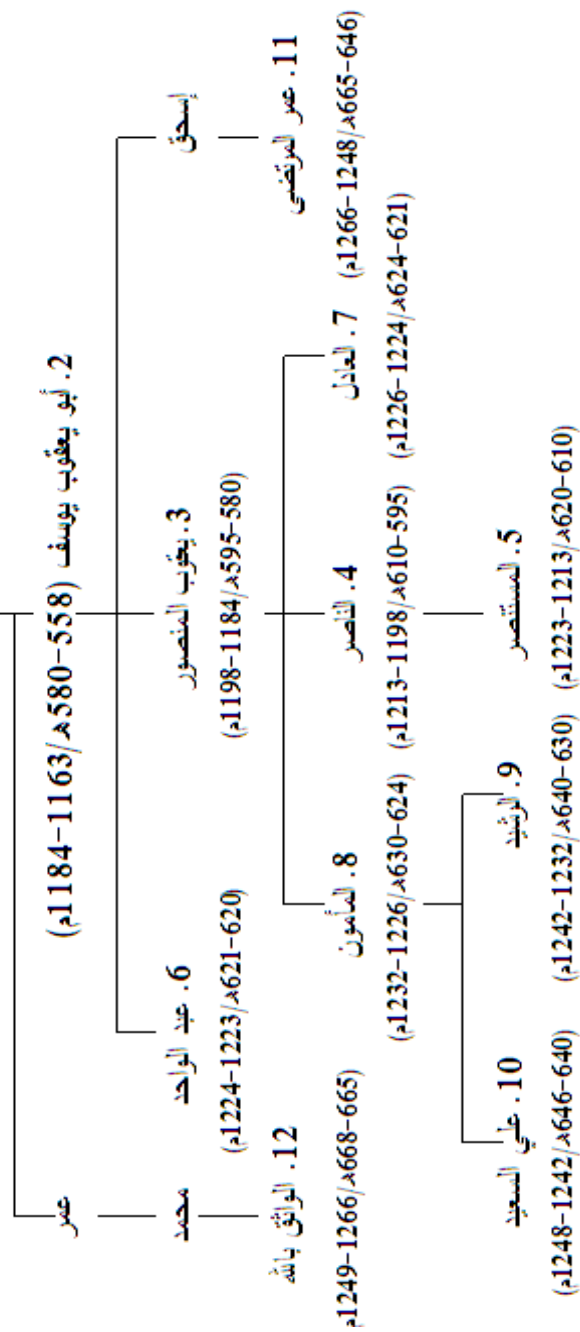 2. أبو يعقوب يوسف
(558-580هـ/1163-1184م)
عمر
إسحق
3. يعقوب المنصور
(580-595هـ/1184-1198م)
6. عبد الواحد
(620-621هـ/1223-1224م)
محمد
11. عمر المرتضى
(646-665هـ/1248-1266م)
7. العادل
(621-624هـ/1224-1226م)
4. الناصر
(595-610هـ/1198-1213م)
8. المأمون
(624-630هـ/1226-1232م)
12. الواثق بالله
(665-668هـ/1266-1249م
5. المستنصر
(610-620هـ/1213-1223م)
9. الرشيد
(630-640هـ/1232-1242م)
10. علي السعيد
(640-646هـ/1242-1248م)